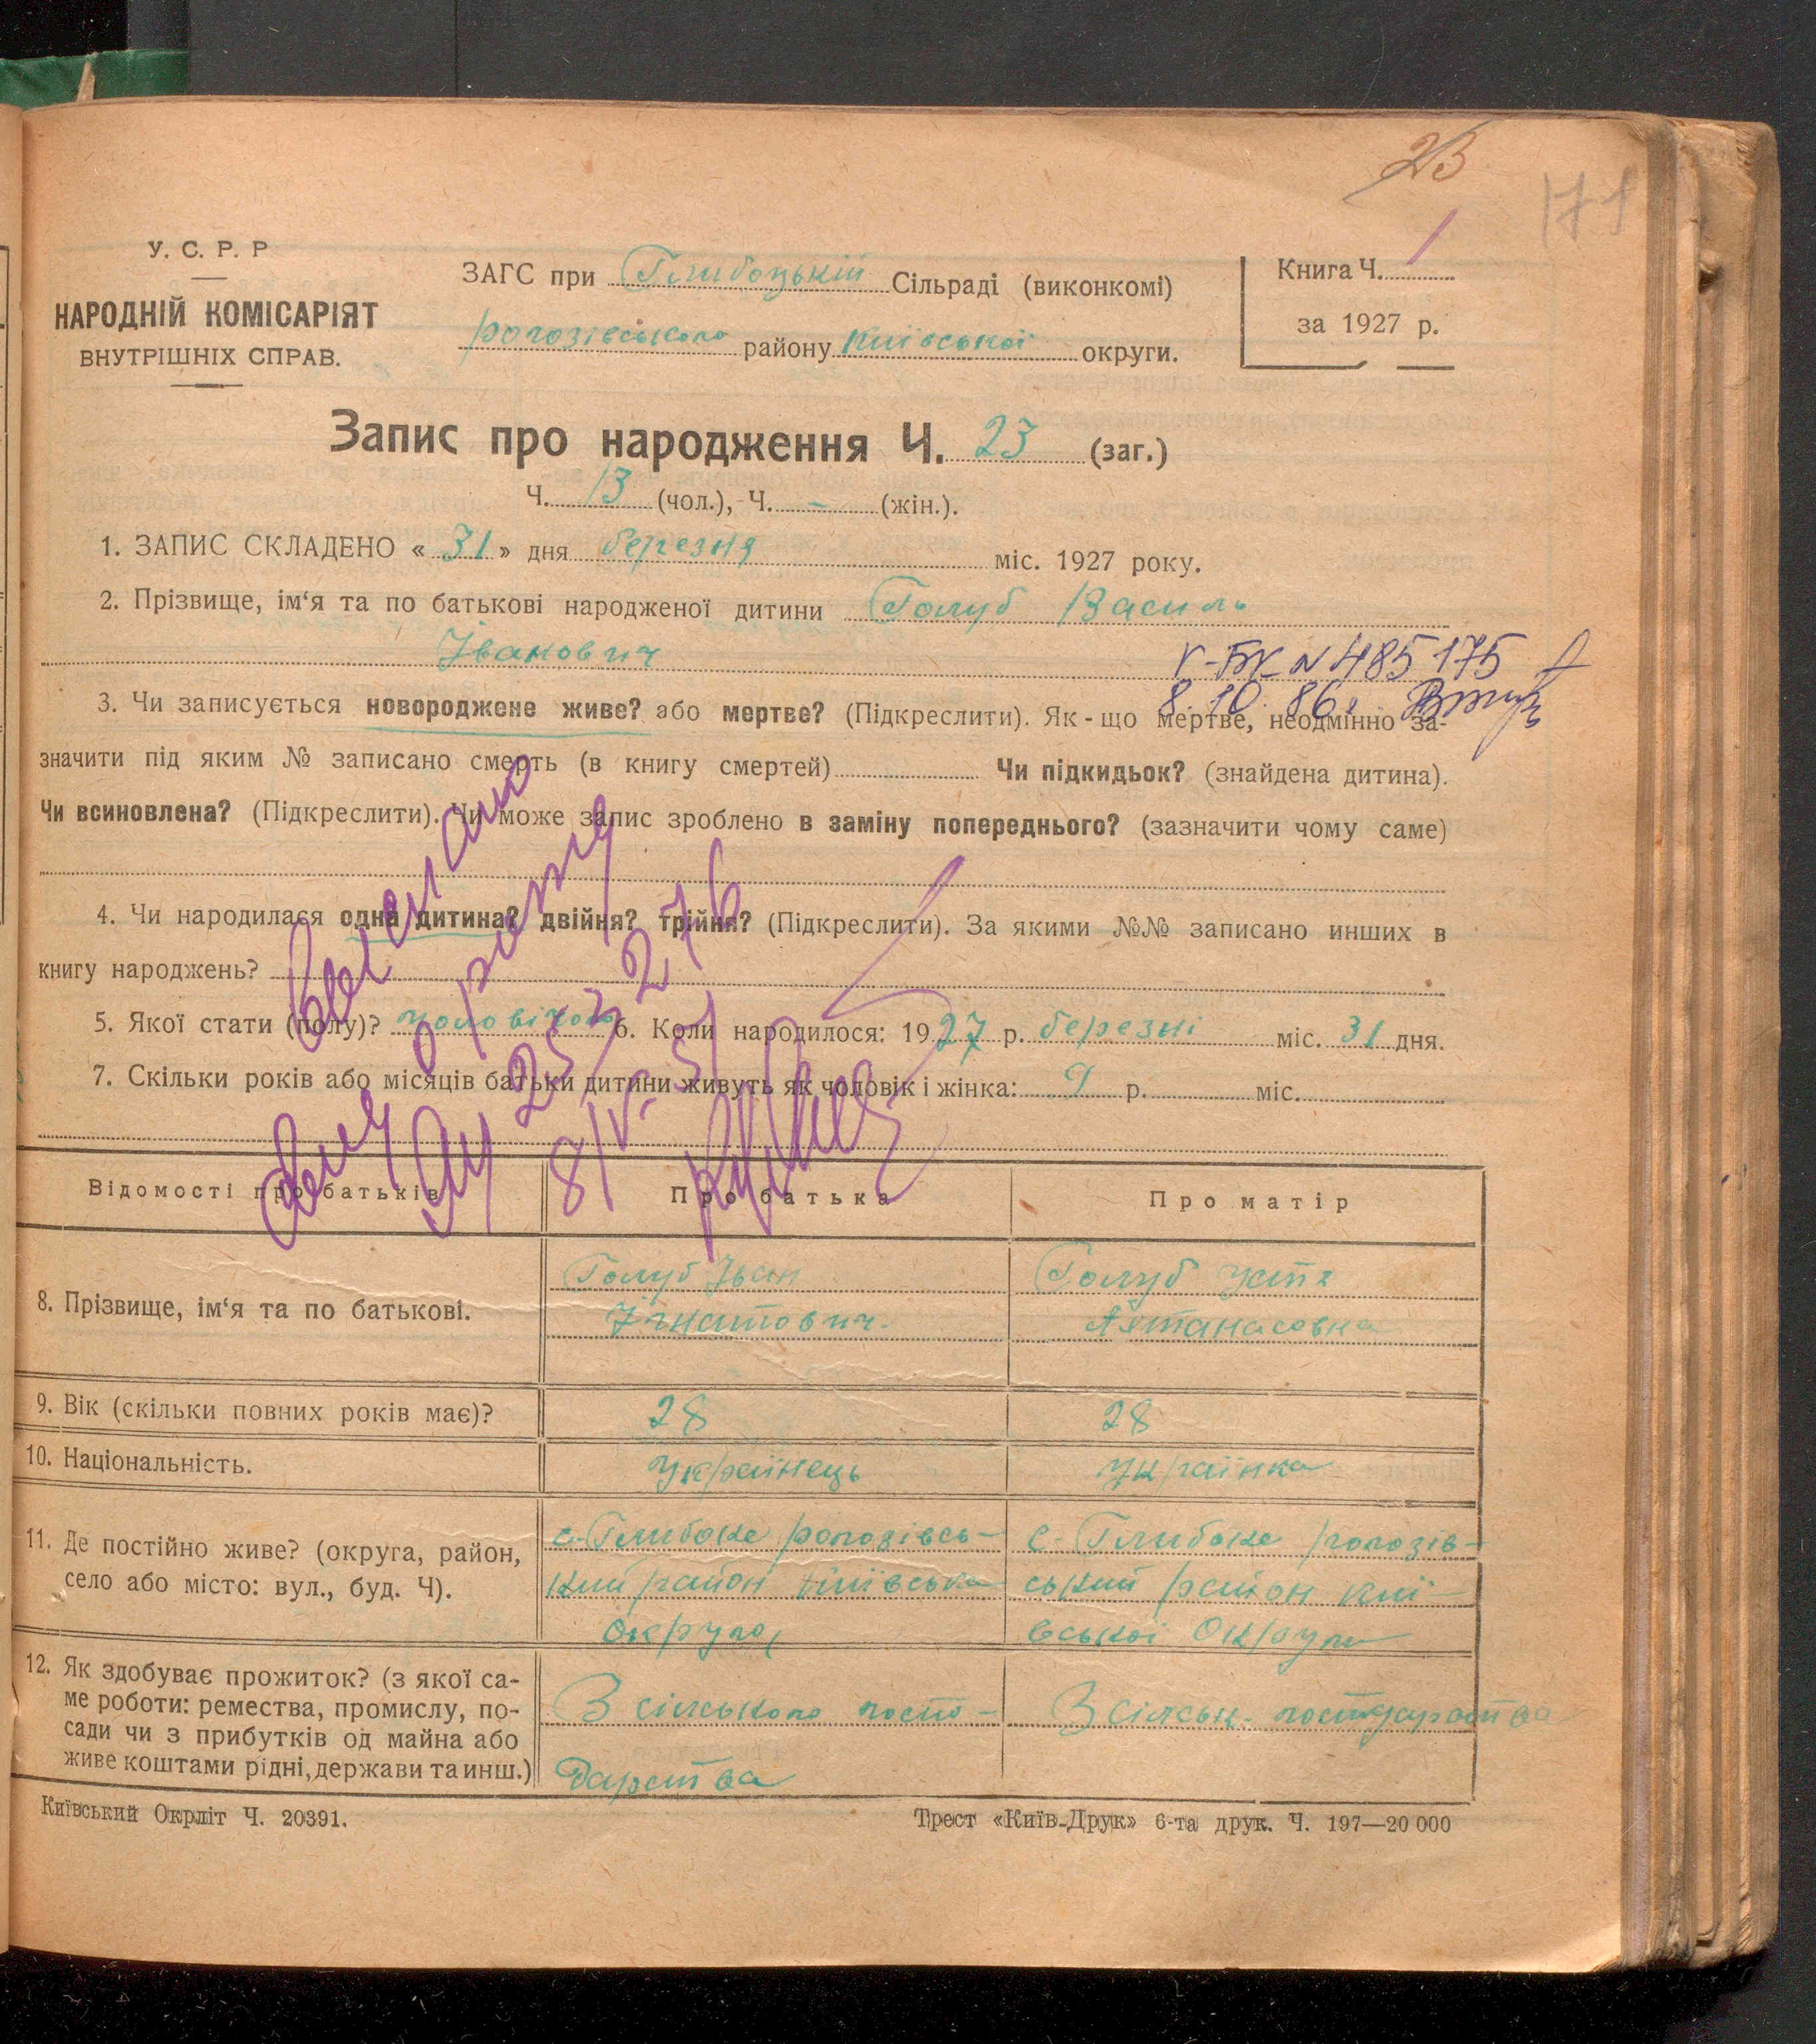 23
171
У. С. Р. Р
НАРОДНІЙ КОМІСАРІЯТ
ВНУТРІШНІХ СПРАВ.
ЗАГС при Глибоцькій Сільраді (виконкомі)
рогозівського району Київської округи.
Книга Ч. 1
за 1927 р.
Запис про народження Ч. 23 (заг.)
Ч. 13 (чол.), Ч. - (жін.).
1. ЗАПИС СКЛАДЕНО « 31 » дня березня міс. 1927 року.
2. Прізвище, ім‘я та по батькові народженої дитини Голуб Василь
Іванович
К-БК N 485175
8.10.86г
3. Чи записується новороджене живе? або мертве? (Підкреслити). Як-що мертве, неодмінно за-
значити під яким № записано смерть (в книгу смертей) Чи підкидьок? (знайдена дитина).
Чи всиновлена? (Підкреслити). Чи може запис зроблено в заміну попереднього? (зазначити чому саме)
4. Чи народилася одна дитина? двійня? трійня? (Підкреслити). За якими №№ записано инших в
книгу народжень?
5. Якої стати (полу)? чоловічого 6. Коли народилося: 1927 р. березні міс. 31 дня.
7. Скільки років або місяців батьки дитини живуть як чоловік і жінка: 9 р. міс.
Відомості про батьків Про батька Про матір
8. Прізвище, ім‘я та по батькові. Голуб Іван Голуб Устя
Ігнатович. Афтанасовна
9. Вік (скільки повних років має)? 28 28
10. Національність. Українець Українка
11. Де постійно живе? (округа, район, с-Глибоке рогозівсь- с-Глибоке рогозів-
село або місто: вул., буд. Ч). кий район Київська ський район Киї-
Округа вської Округи
12. Як здобуває прожиток? (з якої са-
ме роботи: ремества, промислу, по- З сільського госпо- З сільськ. господарства
сади чи з прибутків од майна або
живе коштами рідні, держави та инш.) дарства
Київський Окрліт Ч. 20391. Трест «Київ-Друк» 6-та друк. Ч. 197—20 000